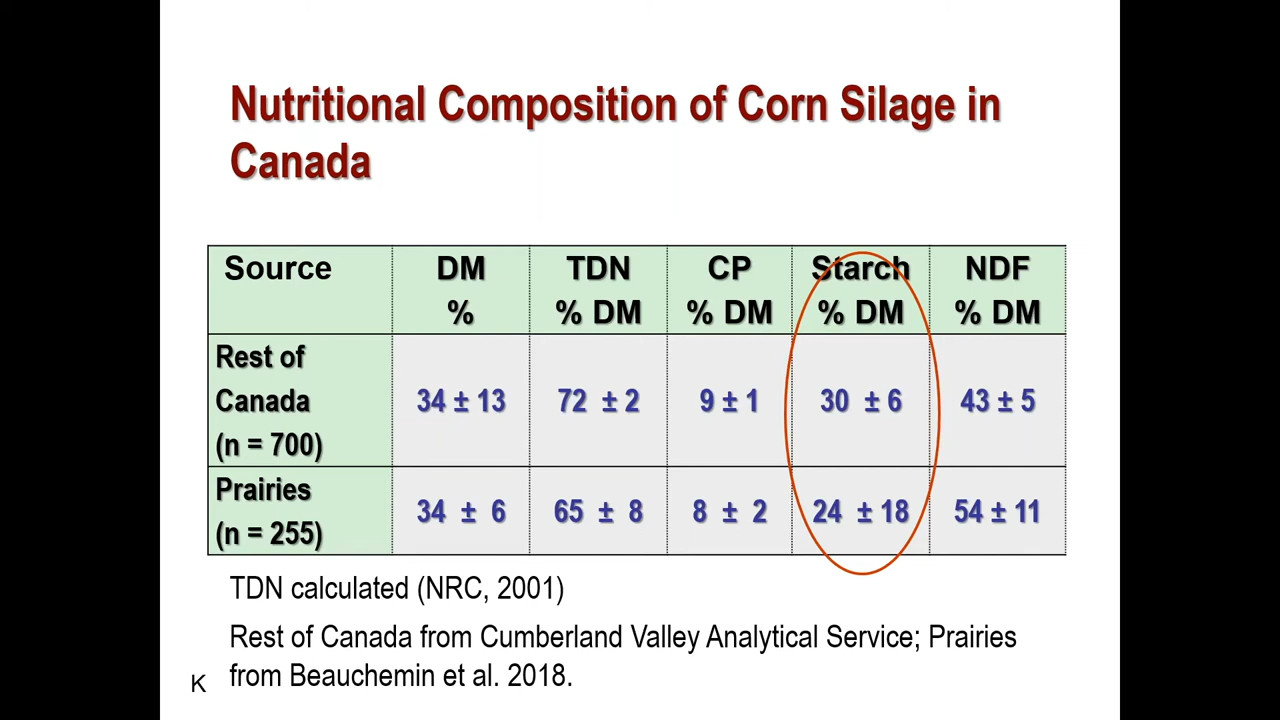 Nutritional Composition of Corn Silage in
Canada
Source DM TDN CP Starch NDF
% % DM % DM % DM % DM
Rest of
Canada 34 ± 13 72 ± 2 9 ± 1 30 ± 6 43 ± 5
(n = 700)
Prairies
(n = 255) 34 ± 6 65 ± 8 8 ± 2 24 ± 18 54 ± 11
TDN calculated (NRC, 2001)
Rest of Canada from Cumberland Valley Analytical Service; Prairies
from Beauchemin et al. 2018.
K